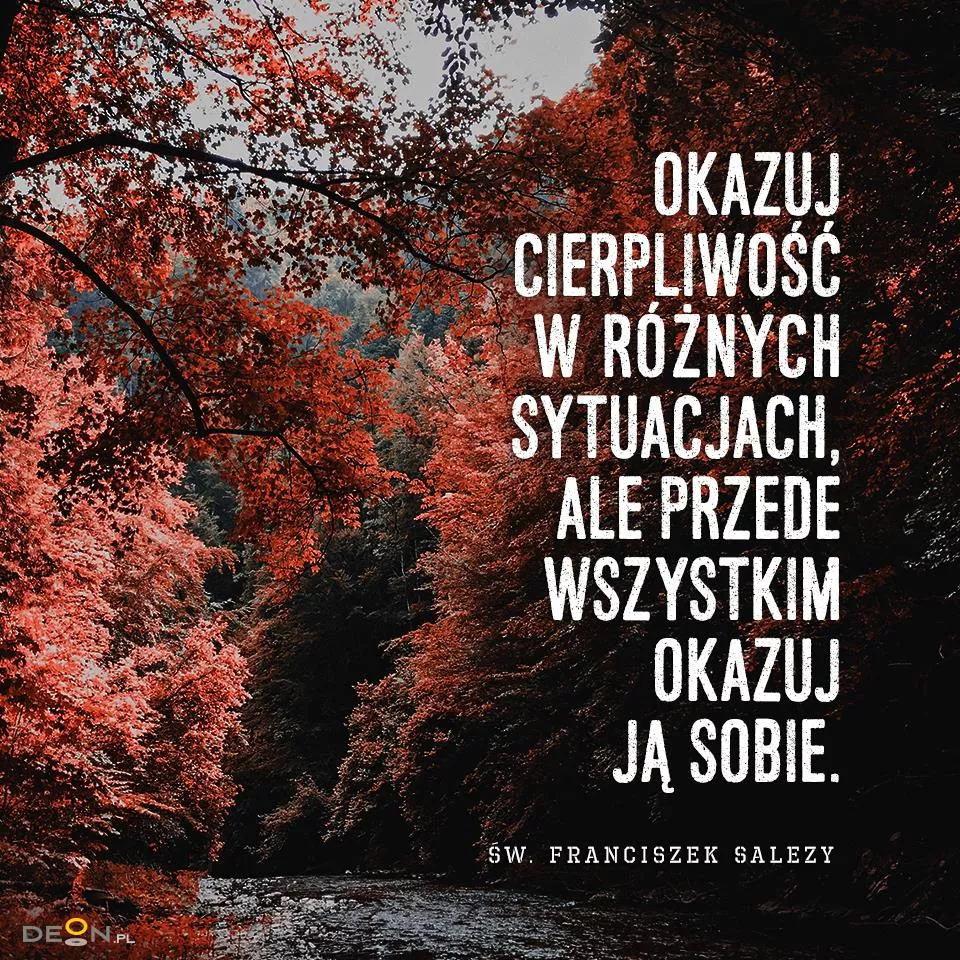 OKAZUJ
CIERPLIWOŚĆ
W RÓŻNYCH
SYTUACJACH,
ALE PRZEDE
WSZYSTKIM
OKAZUJ
JĄ SOBIE.
ŚW. FRANCISZEK SALEZY
DEON.PL